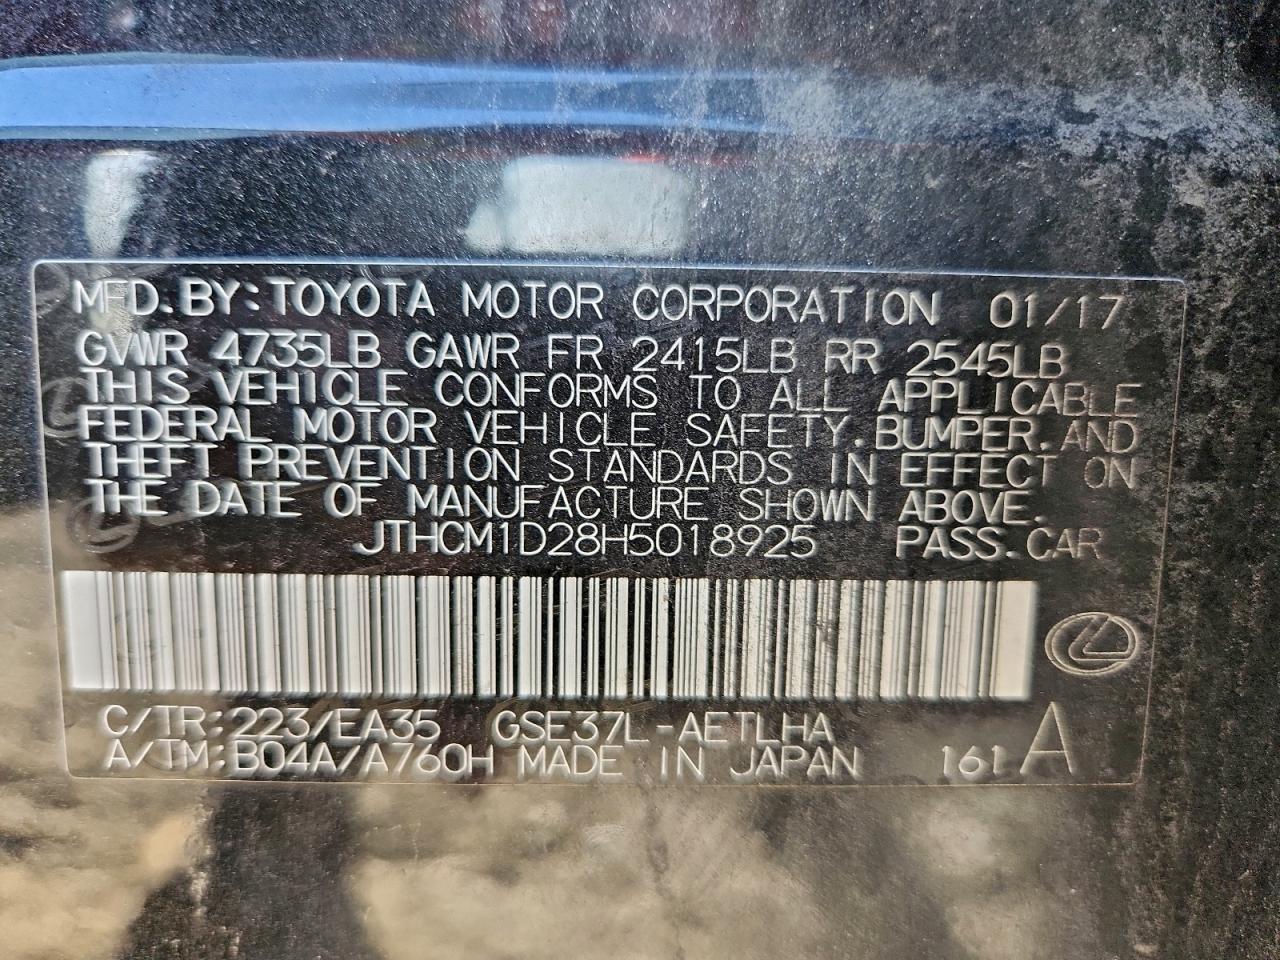 MFD. BY: TOYOTA MOTOR CORPORATION 01/17
GVWR 4735LB GAWR FR 2415LB RR 2545LB
THIS VEHICLE CONFORMS TO ALL APPLICABLE
FEDERAL MOTOR VEHICLE SAFETY, BUMPER, AND
THEFT PREVENTION STANDARDS IN EFFECT ON
THE DATE OF MANUFACTURE SHOWN ABOVE.
JTHCM1D28H5018925 PASS. CAR
C/TR: 223/EA35 GSE37L-AETLHA
A/TM: B04A/A760H MADE IN JAPAN 161 A